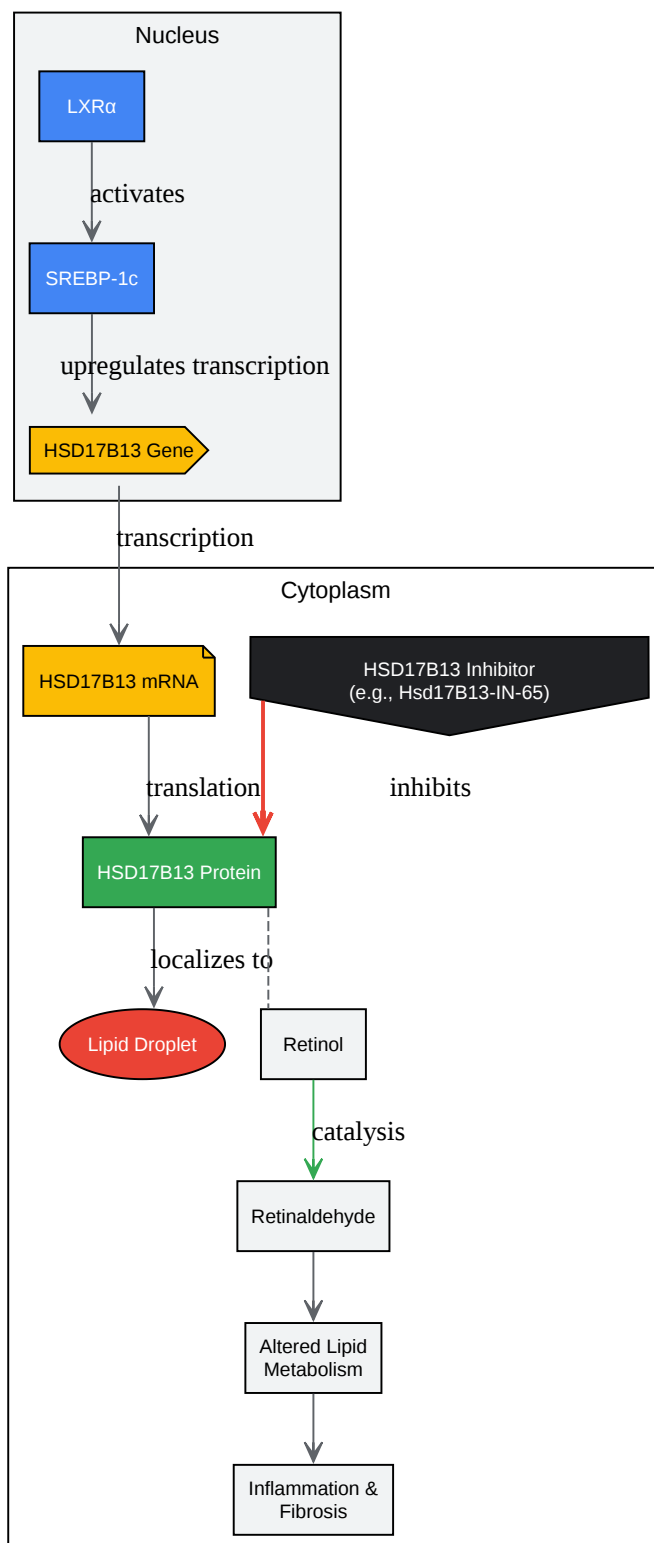 Nucleus
LXRα
activates
SREBP-1c
upregulates transcription
HSD17B13 Gene
transcription
Cytoplasm
HSD17B13 mRNA
HSD17B13 Inhibitor
(e.g., Hsd17B13-IN-65)
translation
inhibits
HSD17B13 Protein
localizes to
Lipid Droplet
Retinol
catalysis
Retinaldehyde
Altered Lipid
Metabolism
Inflammation &
Fibrosis